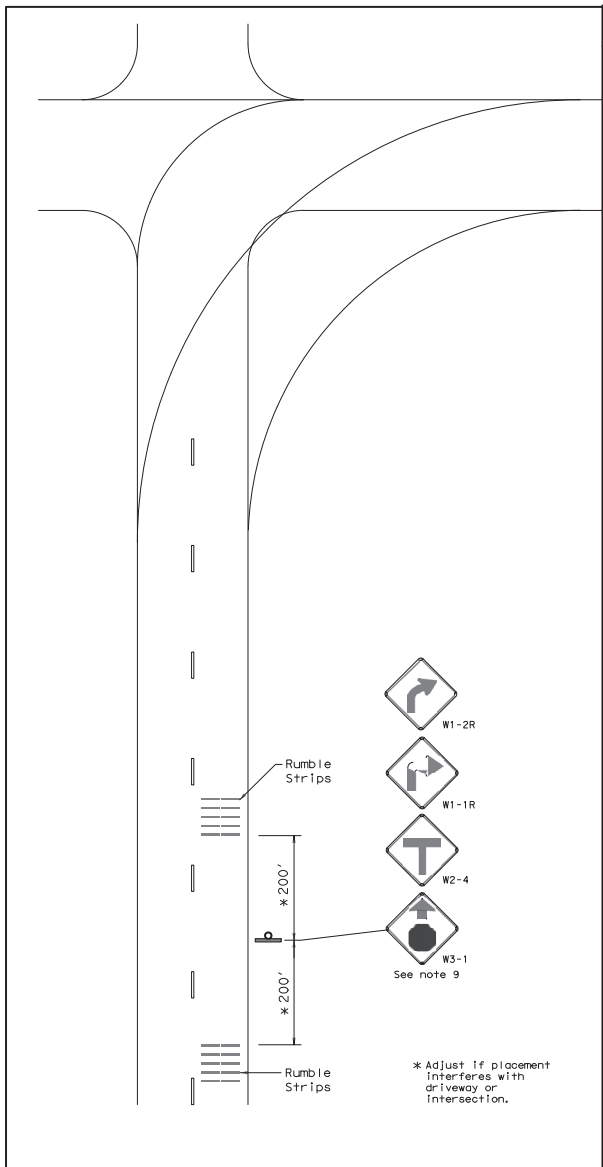 W1-2R
Rumble
Strips
W1-1R
*200'
W2-4
W3-1
See note 9
*200'
Rumble
Strips
* Adjust if placement
interferes with
driveway or
intersection.